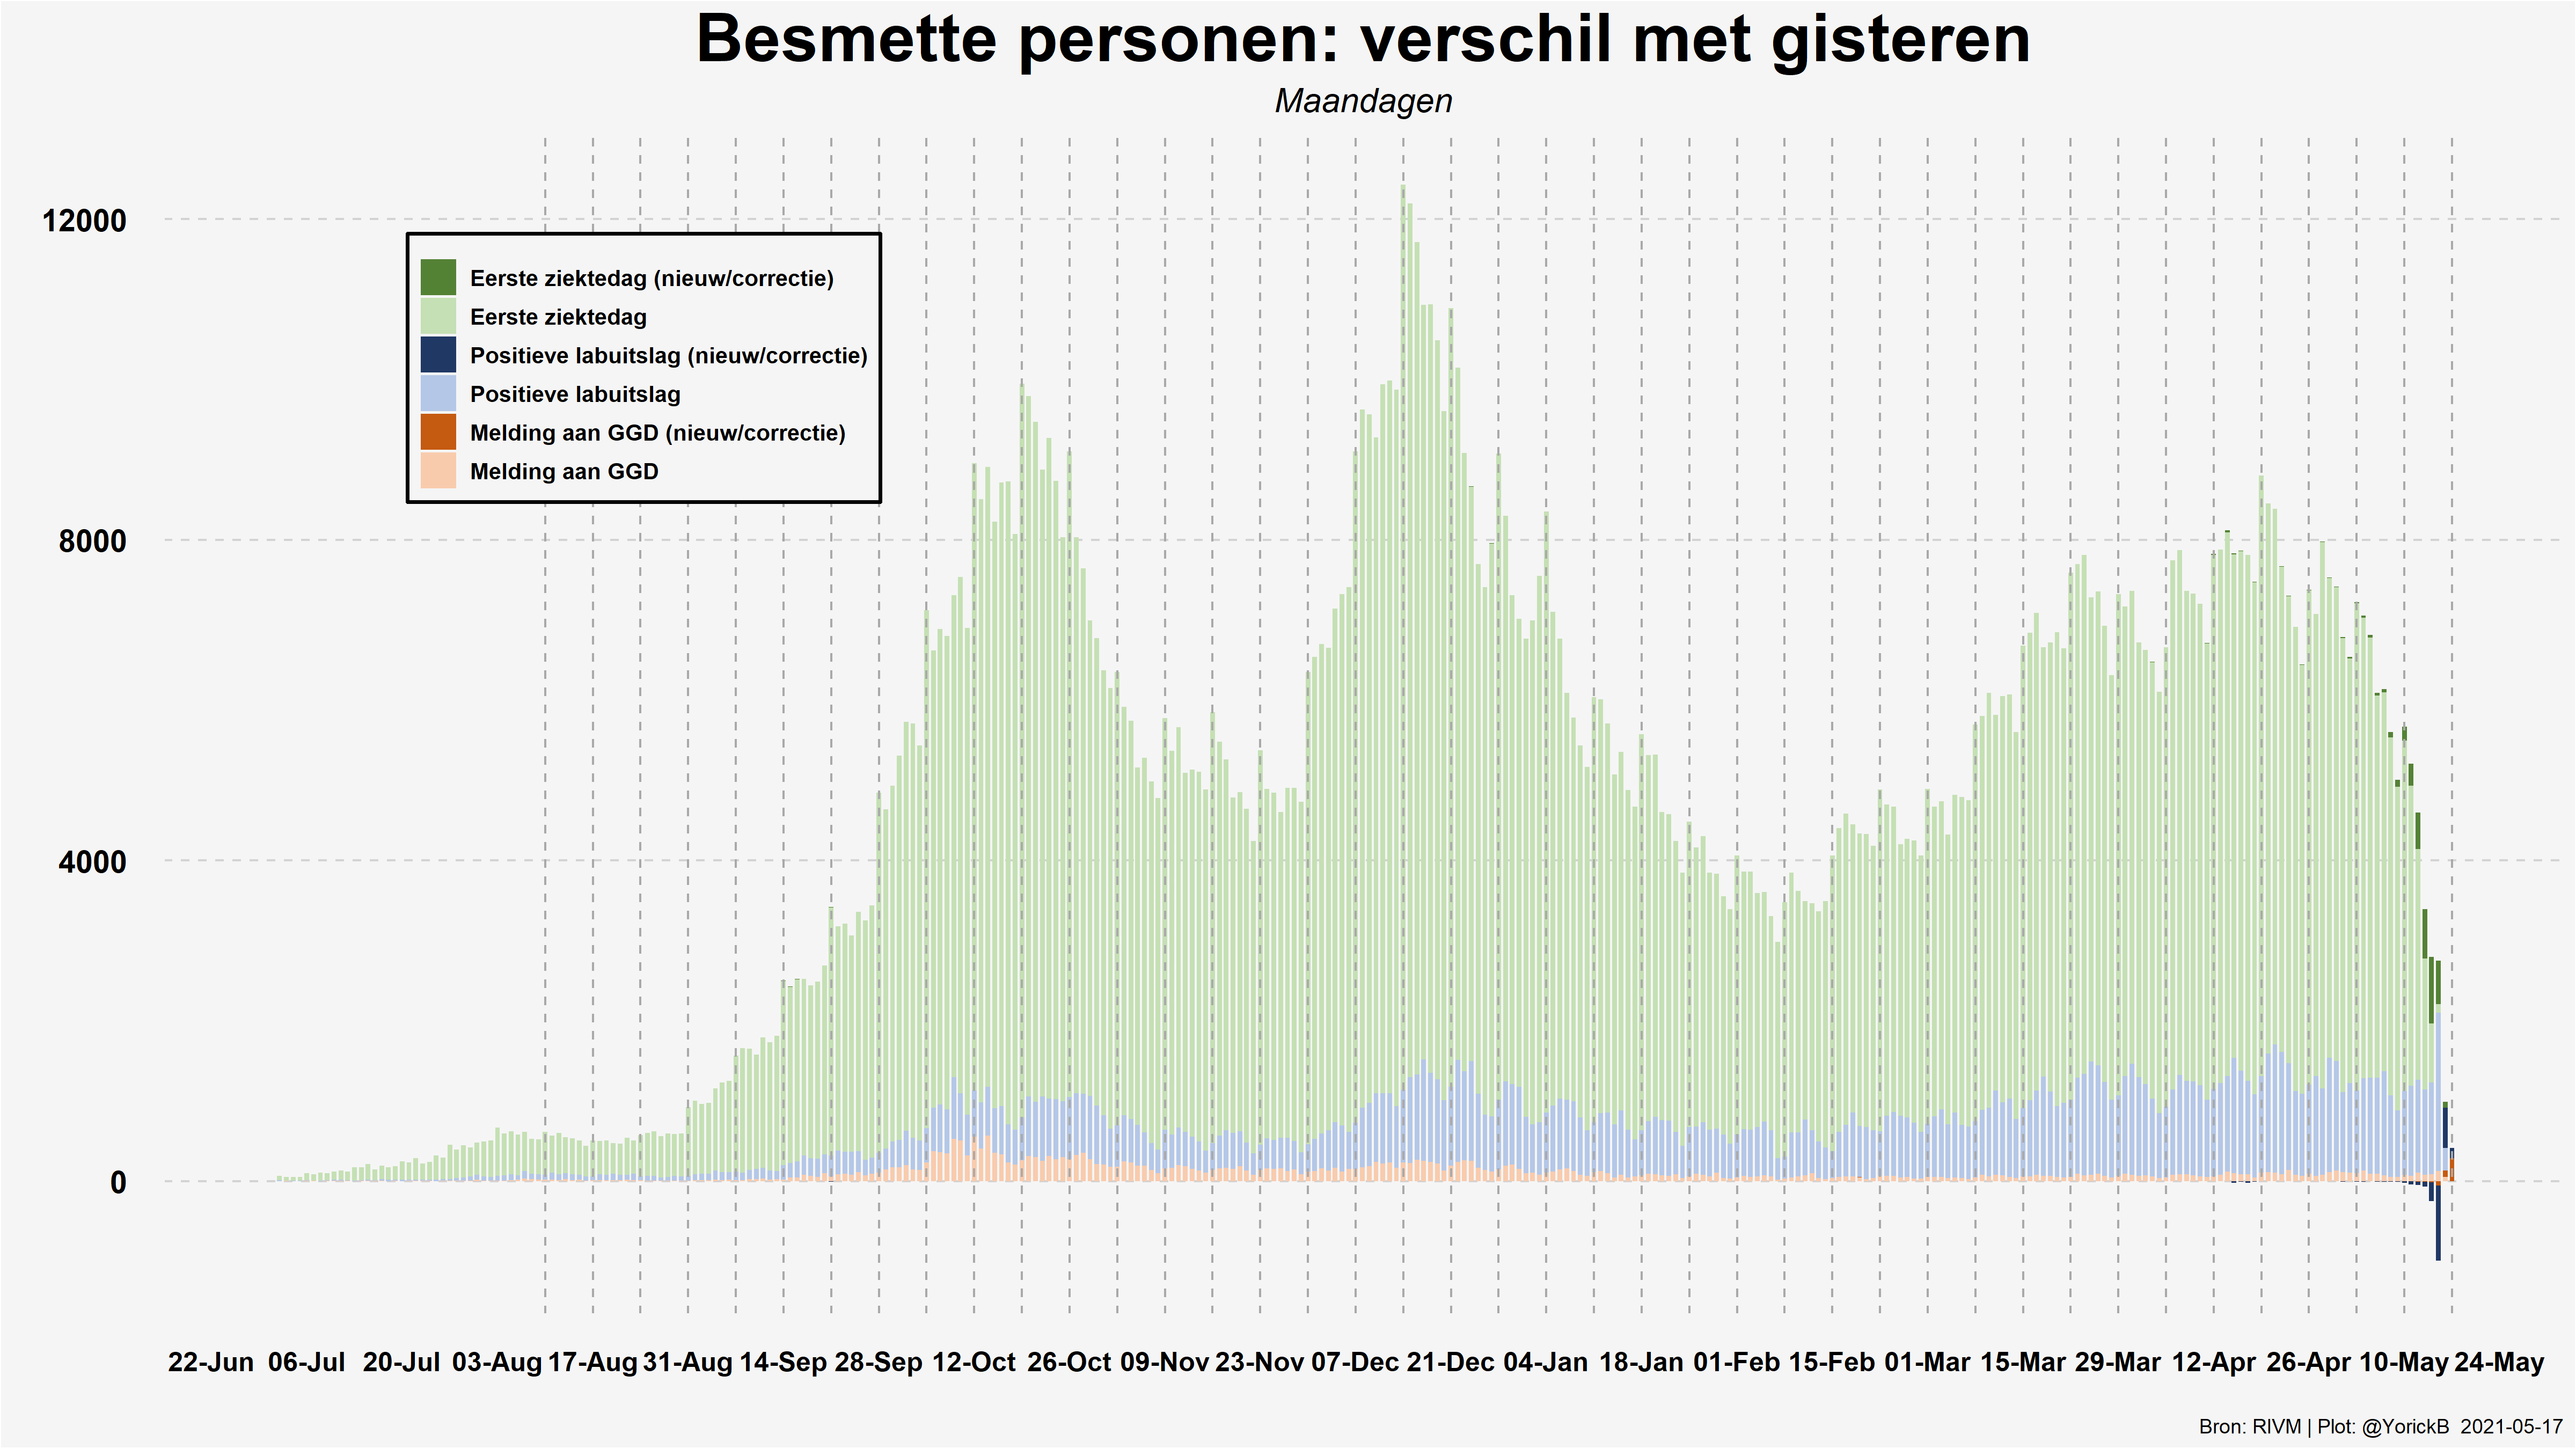 Besmette personen: verschil met gisteren
Maandagen
12000
8000
4000
0
Eerste ziektedag (nieuw/correctie)
Eerste ziektedag
Positieve labuitslag (nieuw/correctie)
Positieve labuitslag
Melding aan GGD (nieuw/correctie)
Melding aan GGD
22-Jun 06-Jul 20-Jul 03-Aug 17-Aug 31-Aug 14-Sep 28-Sep 12-Oct 26-Oct 09-Nov 23-Nov 07-Dec 21-Dec 04-Jan 18-Jan 01-Feb 15-Feb 01-Mar 15-Mar 29-Mar 12-Apr 26-Apr 10-May 24-May
Bron: RIVM | Plot: @YorickB 2021-05-17